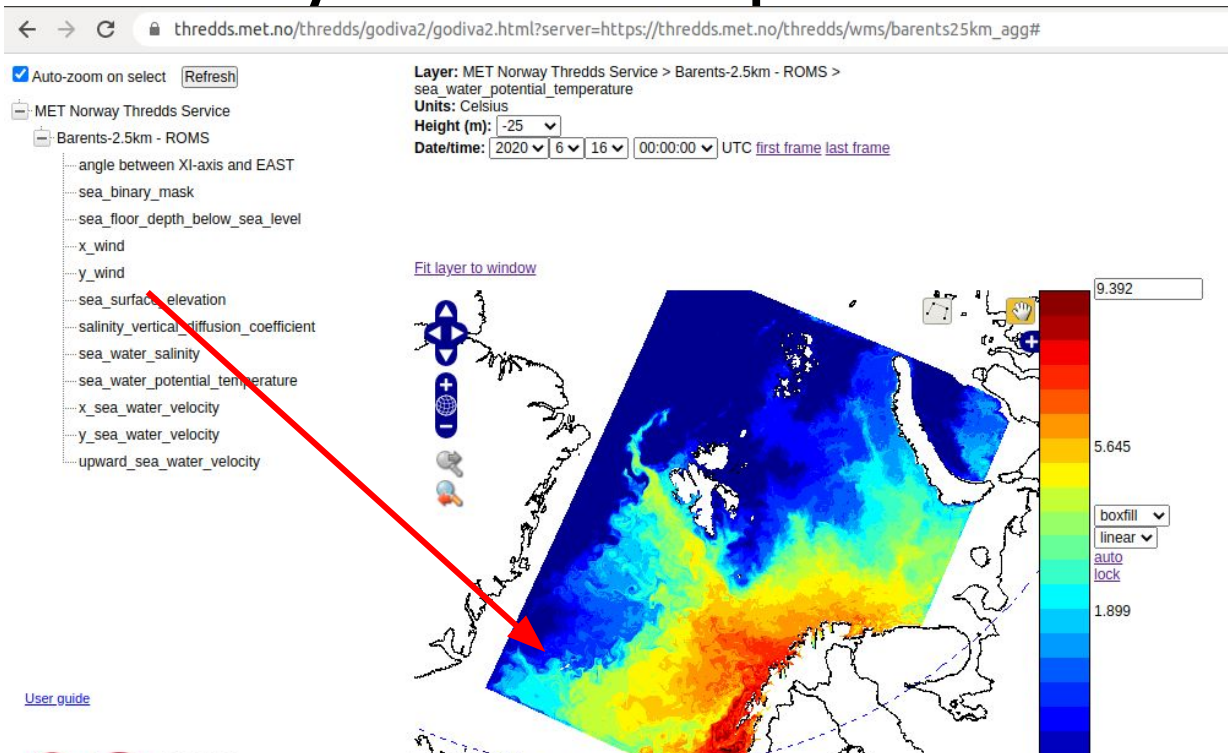 thredds.met.no/thredds/godiva2/godiva2.html?server=https://thredds.met.no/thredds/wms/barents25km_agg#
Auto-zoom on select Refresh
MET Norway Thredds Service
Barents-2.5km - ROMS
angle between XI-axis and EAST
sea_binary_mask
sea_floor_depth_below_sea_level
x_wind
y_wind
sea_surface_elevation
salinity_vertical_diffusion_coefficient
sea_water_salinity
sea_water_potential_temperature
x_sea_water_velocity
y_sea_water_velocity
upward_sea_water_velocity
User guide
Layer: MET Norway Thredds Service > Barents-2.5km - ROMS >
sea_water_potential_temperature
Units: Celsius
Height (m): -25
Date/time: 2020 6 16 00:00:00 UTC first frame last frame
Fit layer to window
9.392
5.645
boxfill
linear
auto
lock
1.899